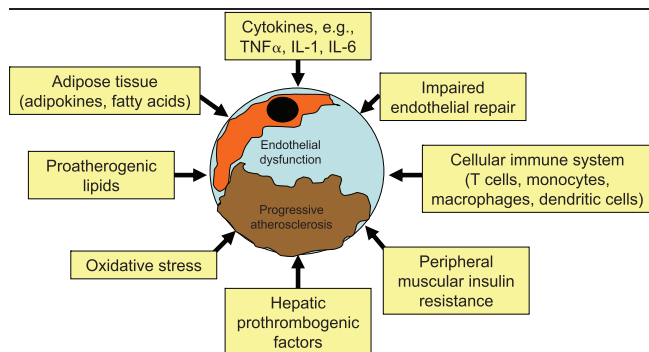 Cytokines, e.g.,
TNFα, IL-1, IL-6
Adipose tissue
(adipokines, fatty acids)
Impaired
endothelial repair
Endothelial
dysfunction
Proatherogenic
lipids
Cellular immune system
(T cells, monocytes,
macrophages, dendritic cells)
Progressive
atherosclerosis
Oxidative stress
Peripheral
muscular insulin
resistance
Hepatic
prothrombogenic
factors